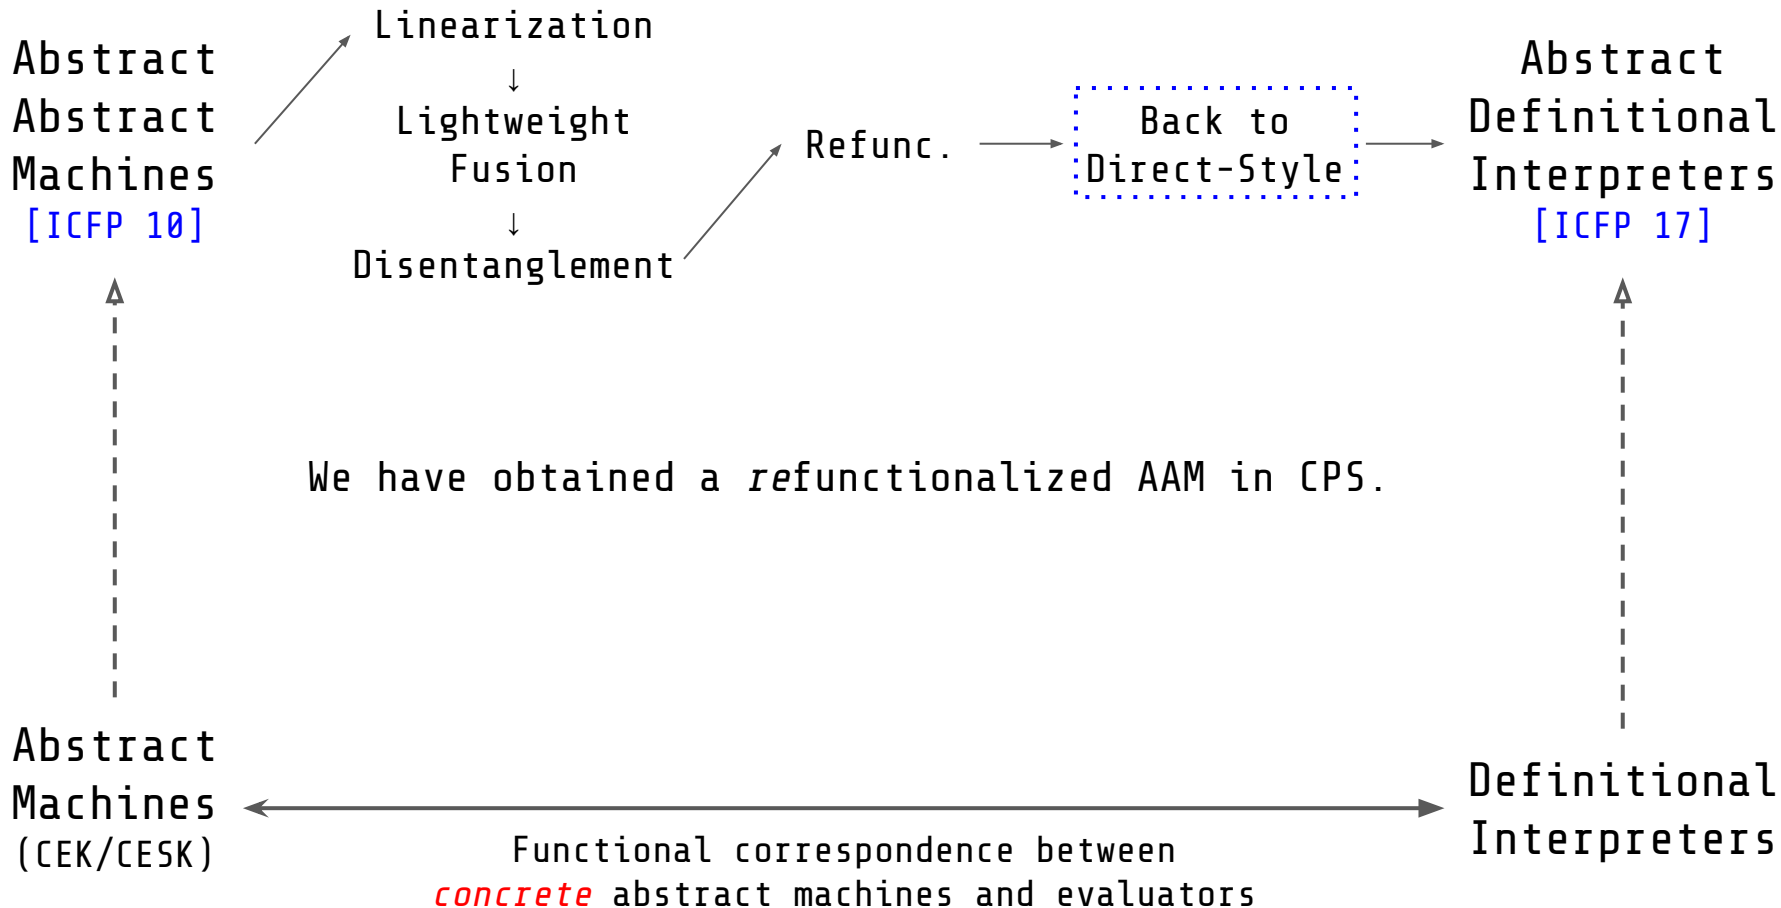 Abstract
Abstract
Machines
[ICFP 10]
Linearization
↓
Lightweight
Fusion
↓
Disentanglement
Refunc.
Back to
Direct-Style
Abstract
Definitional
Interpreters
[ICFP 17]
We have obtained a refunctionalized AAM in CPS.
Abstract
Machines
(CEK/CESK)
Functional correspondence between
concrete abstract machines and evaluators
Definitional
Interpreters